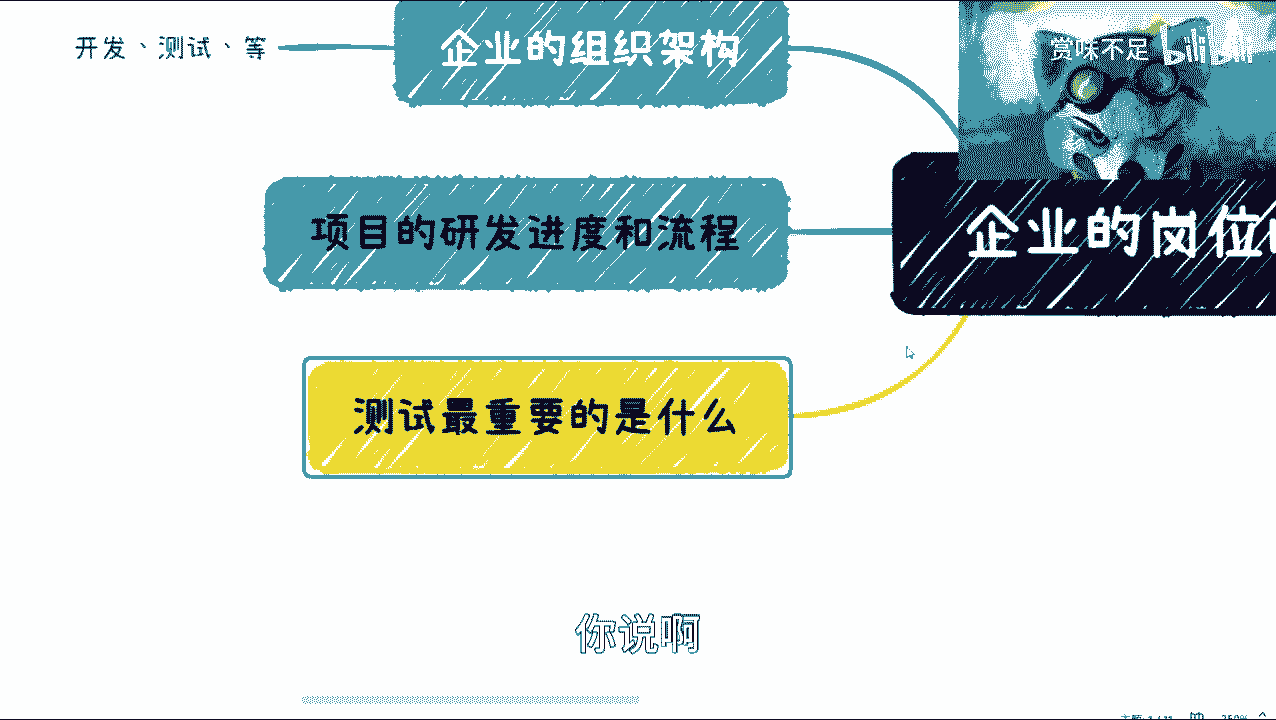 赏味不足 bilibili
开发、测试、等
企业的组织架构
项目的研发进度和流程
企业的岗位
测试最重要的是什么
你说啊